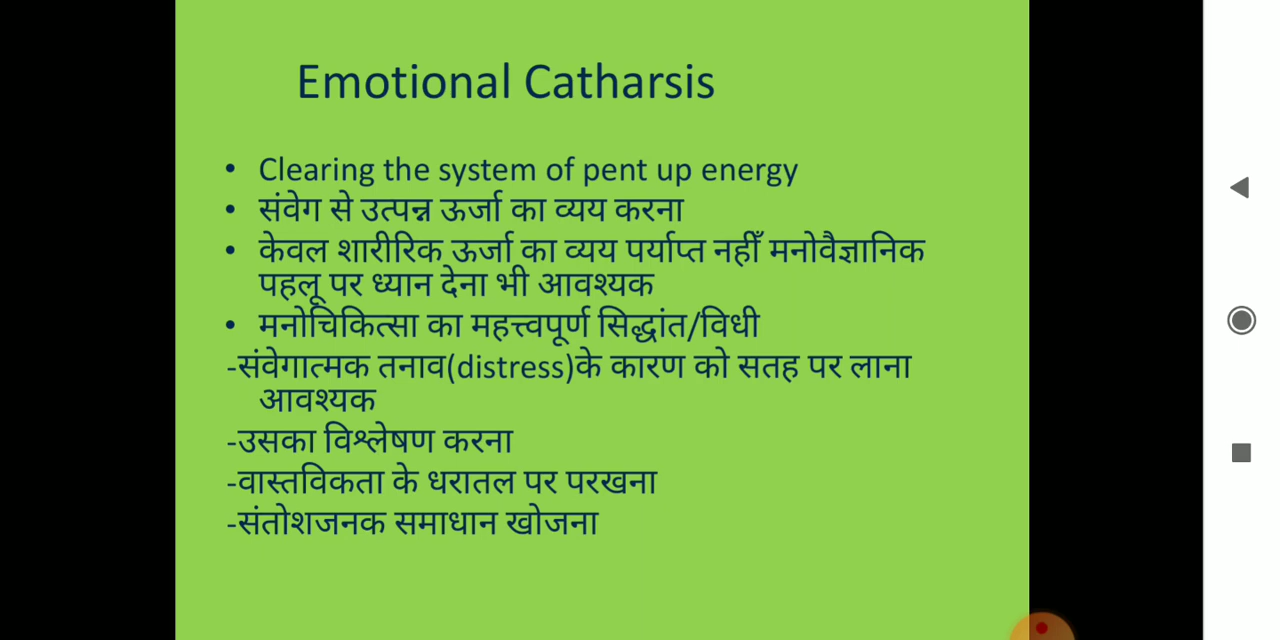 Emotional Catharsis
• Clearing the system of pent up energy
• संवेग से उत्पन्न ऊर्जा का व्यय करना
• केवल शारीरिक ऊर्जा का व्यय पर्याप्त नहीँ मनोवैज्ञानिक
पहलू पर ध्यान देना भी आवश्यक
• मनोचिकित्सा का महत्त्वपूर्ण सिद्धांत/विधी
-संवेगात्मक तनाव(distress)के कारण को सतह पर लाना
आवश्यक
-उसका विश्लेषण करना
-वास्तविकता के धरातल पर परखना
-संतोशजनक समाधान खोजना